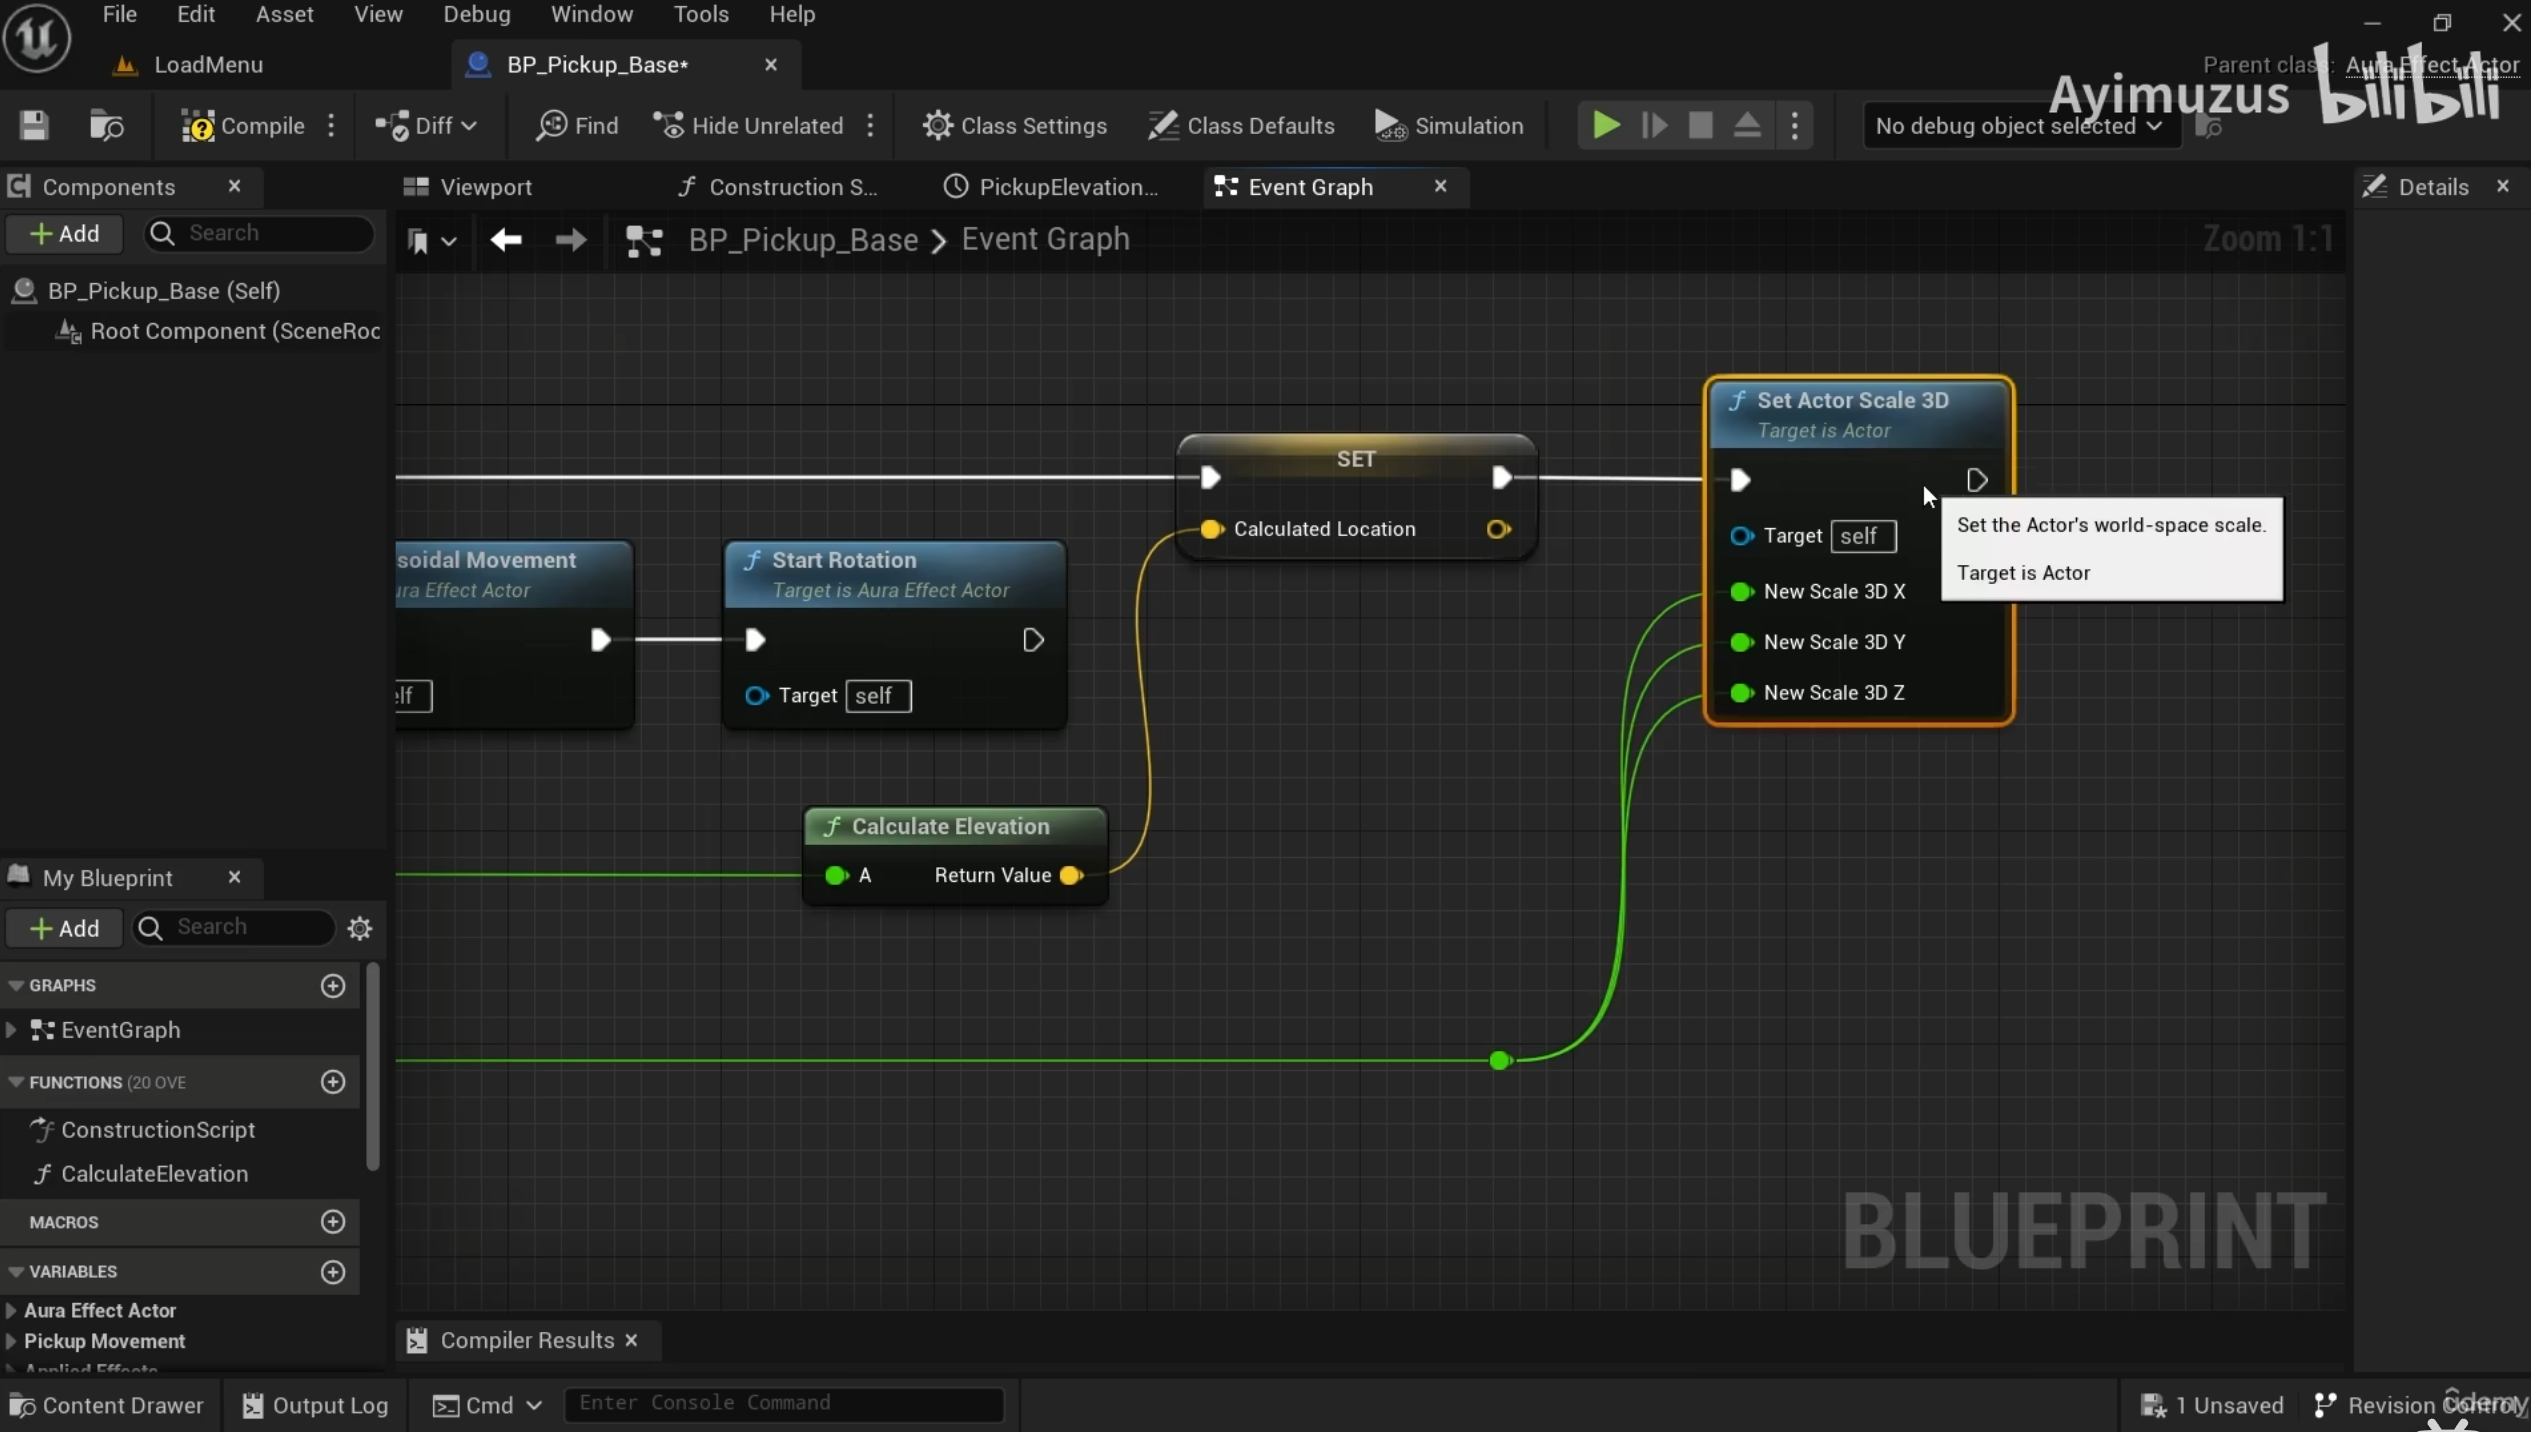 File Edit Asset View Debug Window Tools Help
LoadMenu
BP_Pickup_Base*
Parent class: Aura Effect Actor
Ayimuzus bilibili
Compile
Diff
Find
Hide Unrelated
Class Settings
Class Defaults
Simulation
No debug object selected
Components
Add
Search
BP_Pickup_Base (Self)
Root Component (SceneRoo
Viewport
Construction S...
PickupElevation...
Event Graph
Details
BP_Pickup_Base > Event Graph
Zoom 1:1
SET
Calculated Location
Set Actor Scale 3D
Target is Actor
Target self
New Scale 3D X
New Scale 3D Y
New Scale 3D Z
Set the Actor's world-space scale.
Target is Actor
soidal Movement
ura Effect Actor
elf
Start Rotation
Target is Aura Effect Actor
Target self
Calculate Elevation
A Return Value
My Blueprint
Add
Search
GRAPHS
EventGraph
FUNCTIONS (20 OVE
ConstructionScript
CalculateElevation
MACROS
VARIABLES
Aura Effect Actor
Pickup Movement
Applied Effects
BLUEPRINT
Compiler Results
Content Drawer
Output Log
Cmd
Enter Console Command
1 Unsaved
Revision Control
ûdemy